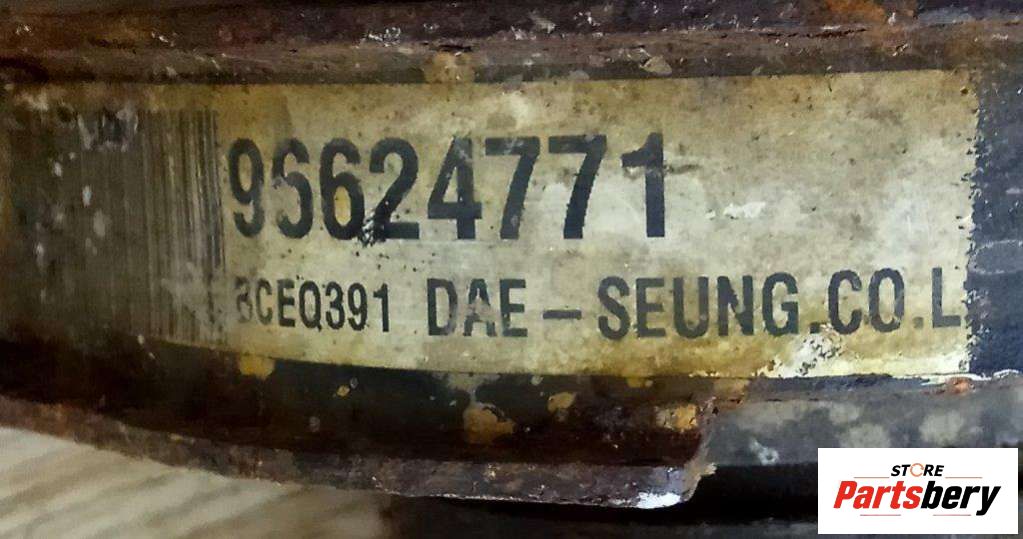 96624771
BCEQ391 DAE-SEUNG.CO.L
STORE
Partsbery